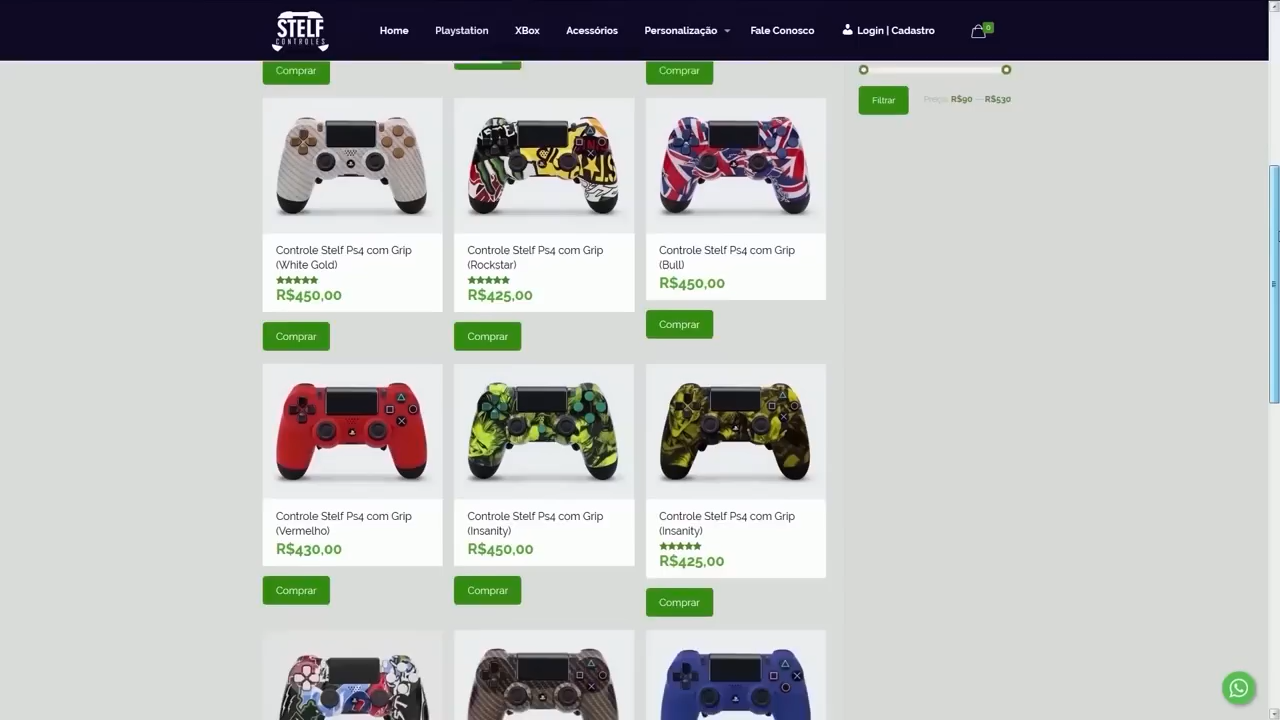 STELF
CONTROLES
Home
Playstation
XBox
Acessórios
Personalização
Fale Conosco
Login | Cadastro
0
Comprar
Comprar
Filtrar
Preço: R$90 — R$530
Controle Stelf Ps4 com Grip
(White Gold)
R$450,00
Comprar
Controle Stelf Ps4 com Grip
(Rockstar)
R$425,00
Comprar
Controle Stelf Ps4 com Grip
(Bull)
R$450,00
Comprar
Controle Stelf Ps4 com Grip
(Vermelho)
R$430,00
Comprar
Controle Stelf Ps4 com Grip
(Insanity)
R$450,00
Comprar
Controle Stelf Ps4 com Grip
(Insanity)
R$425,00
Comprar